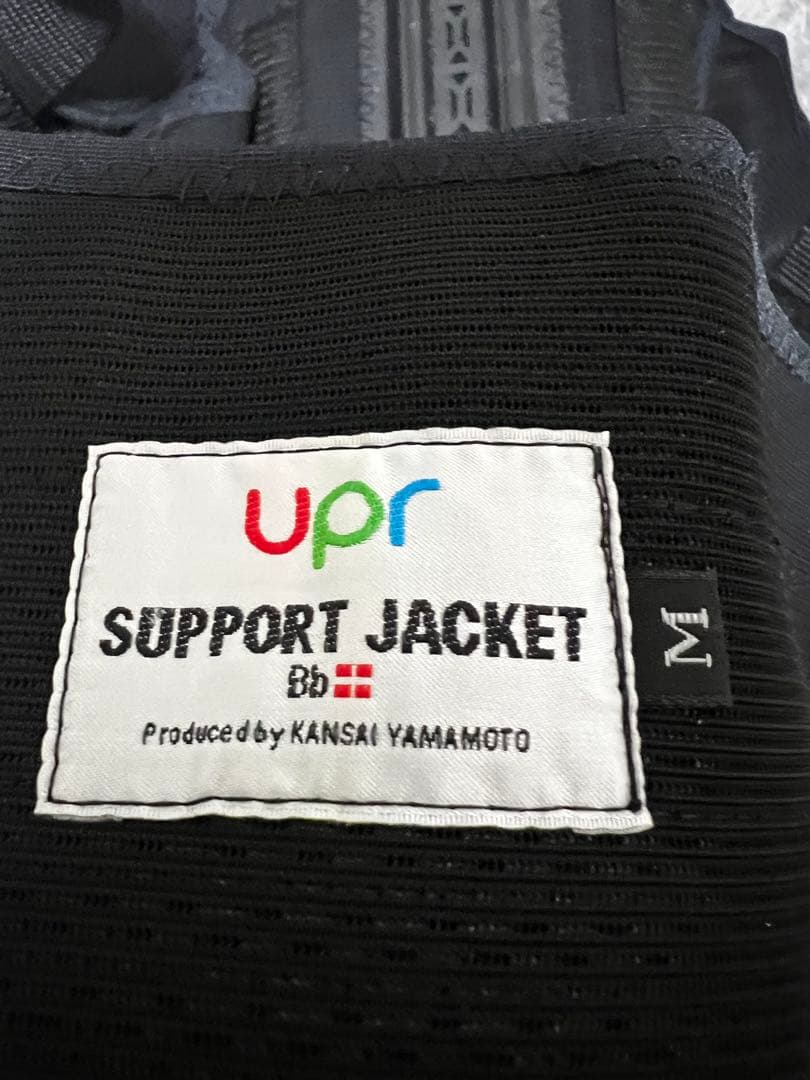 upr
SUPPORT JACKET
Bb
Produced by KANSAI YAMAMOTO
M